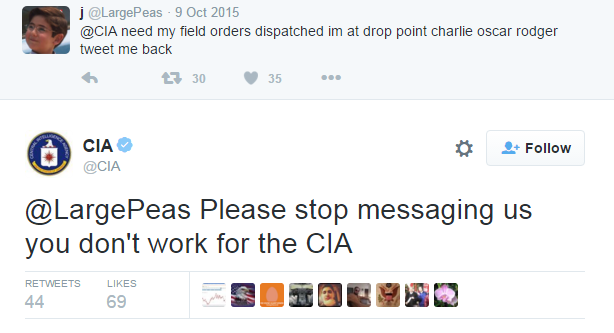 j @LargePeas · 9 Oct 2015
@CIA need my field orders dispatched im at drop point charlie oscar rodger
tweet me back
30 35
CIA
@CIA
Follow
@LargePeas Please stop messaging us
you don't work for the CIA
RETWEETS LIKES
44 69